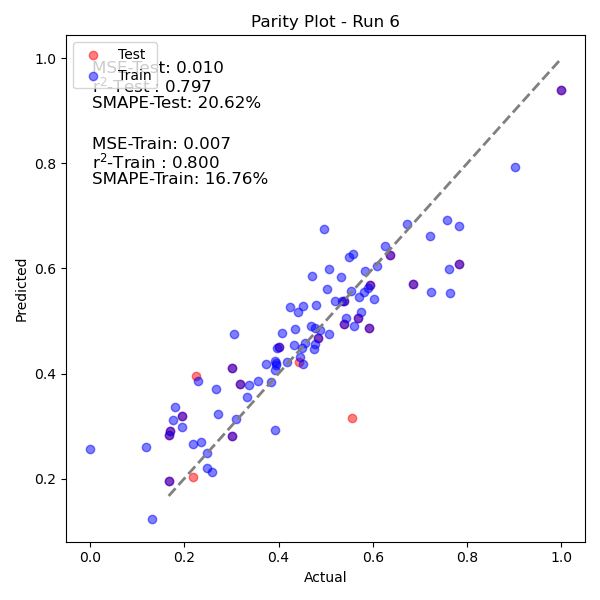 Parity Plot - Run 6
Test
Train
MSE-Test: 0.010
r²-Test : 0.797
SMAPE-Test: 20.62%
MSE-Train: 0.007
r²-Train : 0.800
SMAPE-Train: 16.76%
Predicted
1.0
0.8
0.6
0.4
0.2
0.0 0.2 0.4 0.6 0.8 1.0
Actual